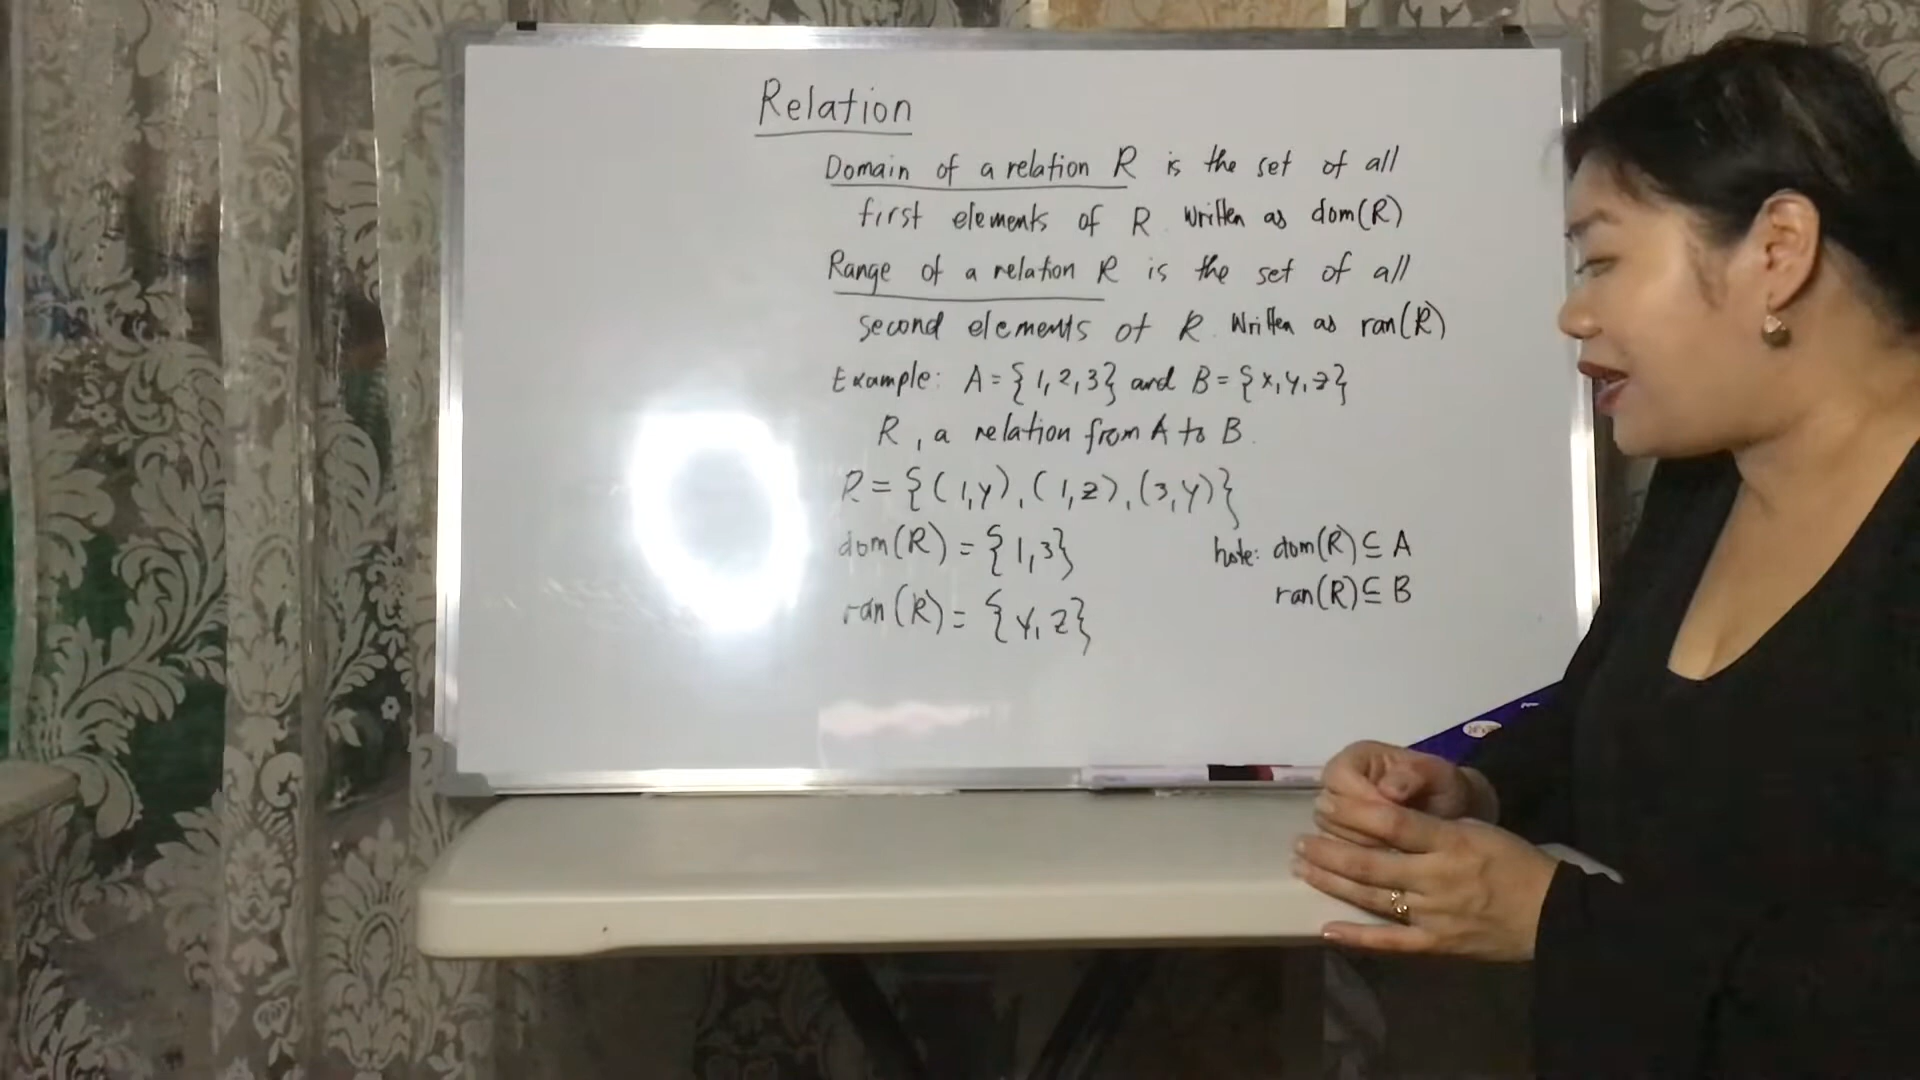 Relation
Domain of a relation R is the set of all
first elements of R. Written as dom(R)
Range of a relation R is the set of all
second elements of R. Written as ran(R)
Example: A = {1, 2, 3} and B = {x, y, z}
R, a relation from A to B.
R = {(1, y), (1, z), (3, y)}
dom(R) = {1, 3}
note: dom(R) ⊆ A
ran(R) = {y, z}
ran(R) ⊆ B